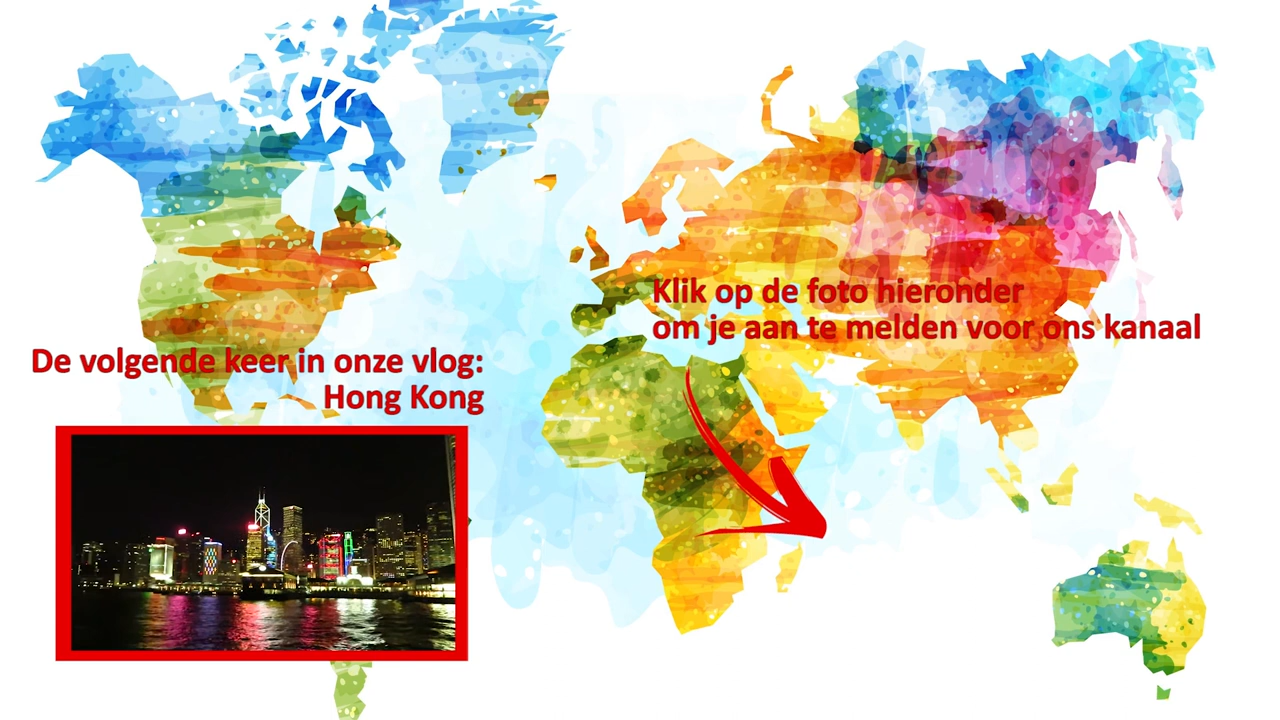 De volgende keer in onze vlog:
Hong Kong
Klik op de foto hieronder
om je aan te melden voor ons kanaal